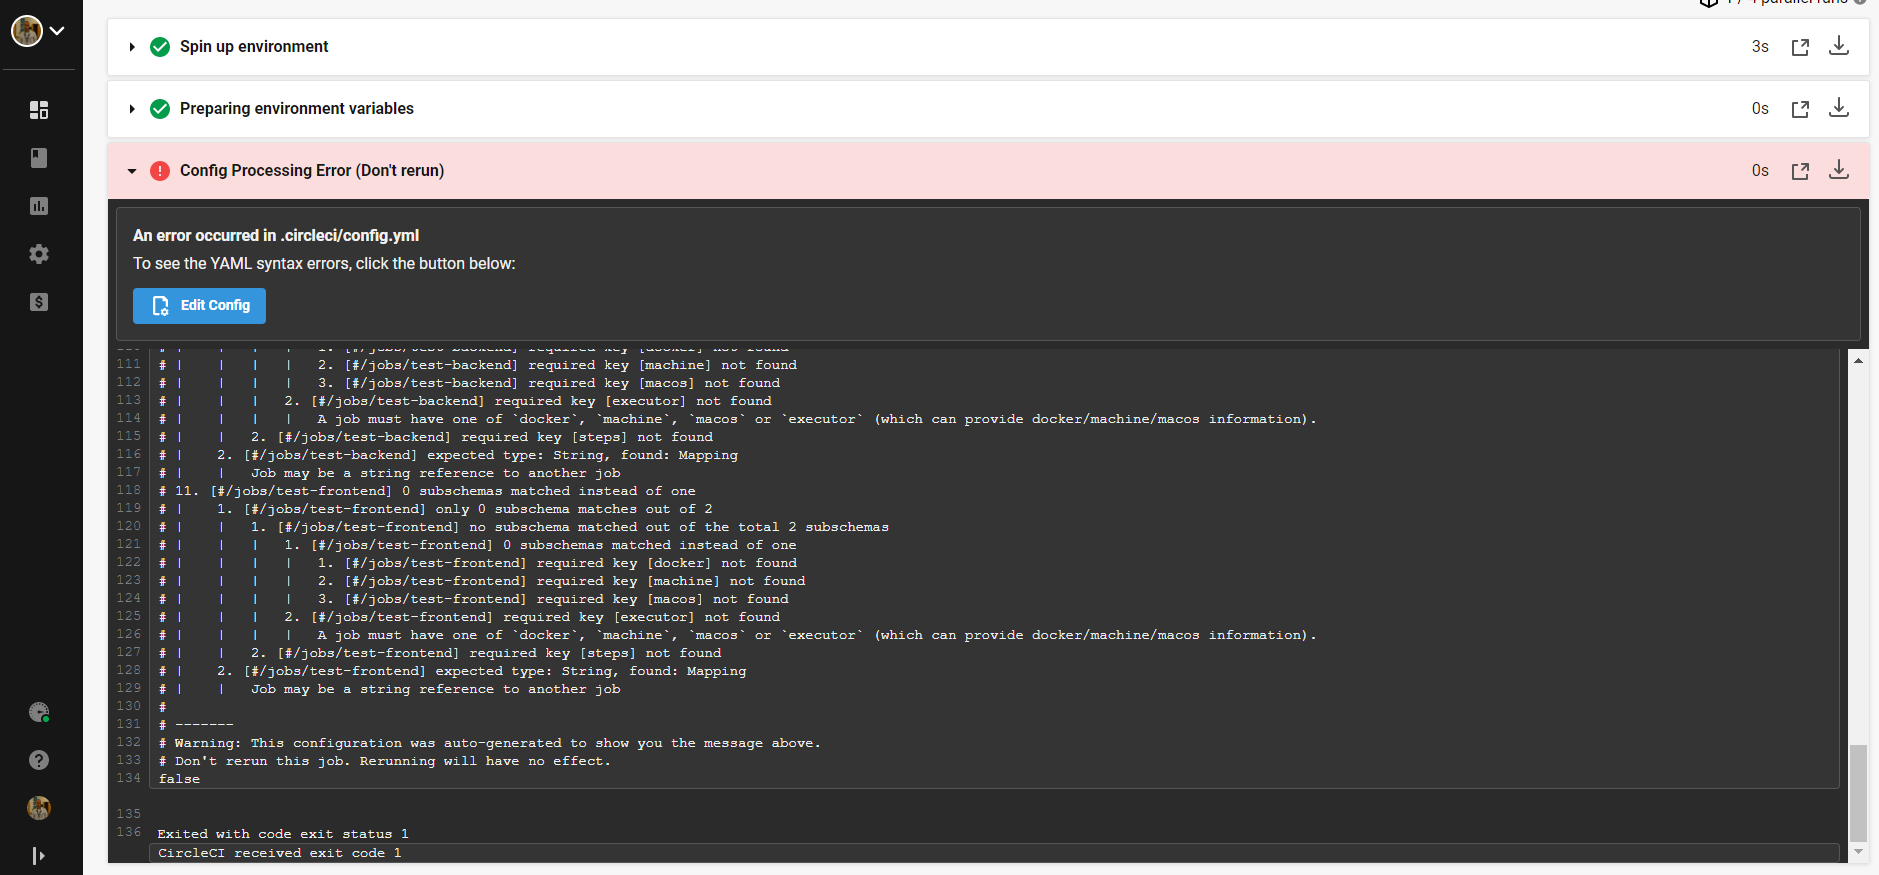 1 / 4 parallel runs
Spin up environment
3s
Preparing environment variables
0s
Config Processing Error (Don't rerun)
0s
An error occurred in .circleci/config.yml
To see the YAML syntax errors, click the button below:
Edit Config
110 # |    |   |   |   1. [#/jobs/test-backend] required key [docker] not found
111 # |    |   |   |   2. [#/jobs/test-backend] required key [machine] not found
112 # |    |   |   |   3. [#/jobs/test-backend] required key [macos] not found
113 # |    |   |   2. [#/jobs/test-backend] required key [executor] not found
114 # |    |   |   |   A job must have one of `docker`, `machine`, `macos` or `executor` (which can provide docker/machine/macos information).
115 # |    |   2. [#/jobs/test-backend] required key [steps] not found
116 # |    2. [#/jobs/test-backend] expected type: String, found: Mapping
117 # |    |   Job may be a string reference to another job
118 # 11. [#/jobs/test-frontend] 0 subschemas matched instead of one
119 # |    1. [#/jobs/test-frontend] only 0 subschema matches out of 2
120 # |    |   1. [#/jobs/test-frontend] no subschema matched out of the total 2 subschemas
121 # |    |   |   1. [#/jobs/test-frontend] 0 subschemas matched instead of one
122 # |    |   |   |   1. [#/jobs/test-frontend] required key [docker] not found
123 # |    |   |   |   2. [#/jobs/test-frontend] required key [machine] not found
124 # |    |   |   |   3. [#/jobs/test-frontend] required key [macos] not found
125 # |    |   |   2. [#/jobs/test-frontend] required key [executor] not found
126 # |    |   |   |   A job must have one of `docker`, `machine`, `macos` or `executor` (which can provide docker/machine/macos information).
127 # |    |   2. [#/jobs/test-frontend] required key [steps] not found
128 # |    2. [#/jobs/test-frontend] expected type: String, found: Mapping
129 # |    |   Job may be a string reference to another job
130 #
131 # -------
132 # Warning: This configuration was auto-generated to show you the message above.
133 # Don't rerun this job. Rerunning will have no effect.
134 false
135
136 Exited with code exit status 1
CircleCI received exit code 1